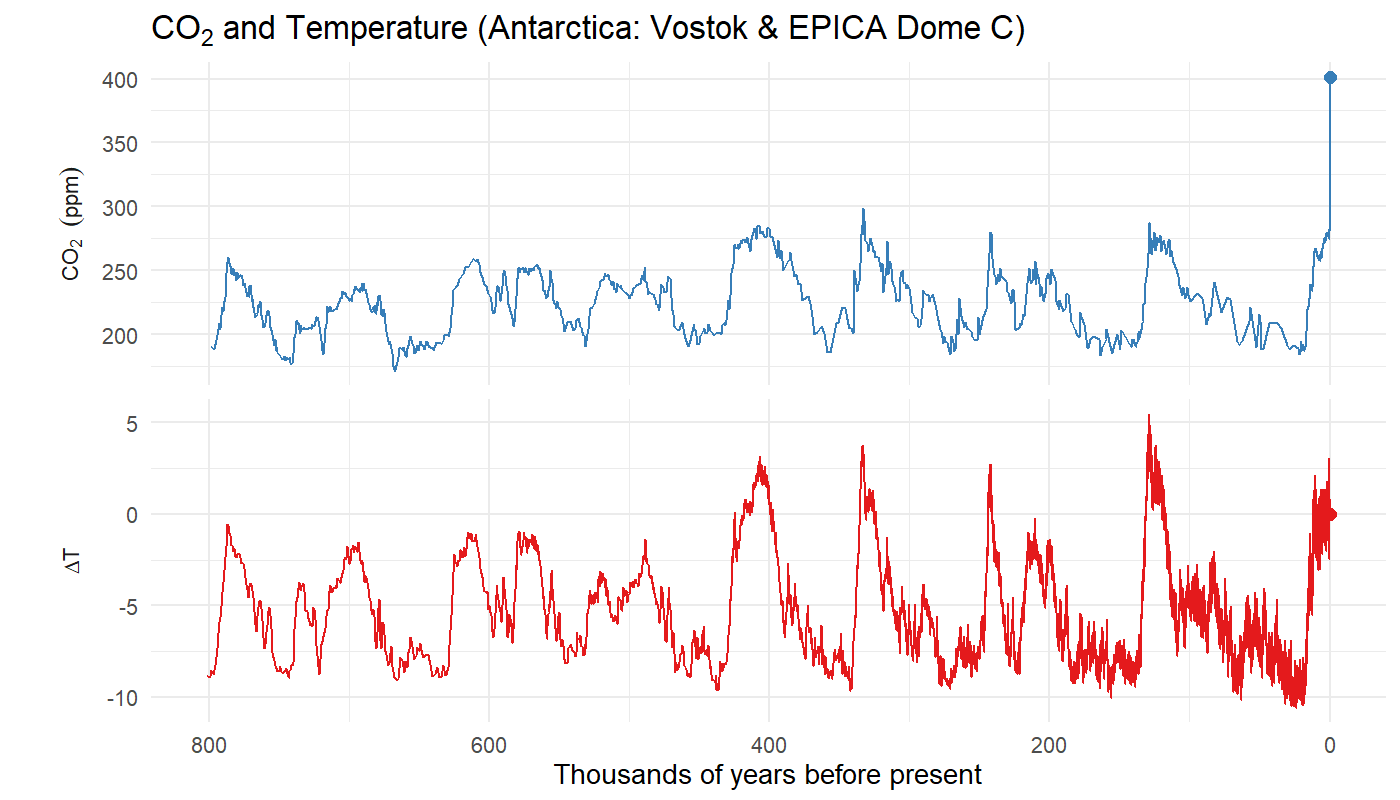 CO₂ and Temperature (Antarctica: Vostok & EPICA Dome C)
400
350
300
250
200
CO₂ (ppm)
5
0
-5
-10
ΔT
800 600 400 200 0
Thousands of years before present